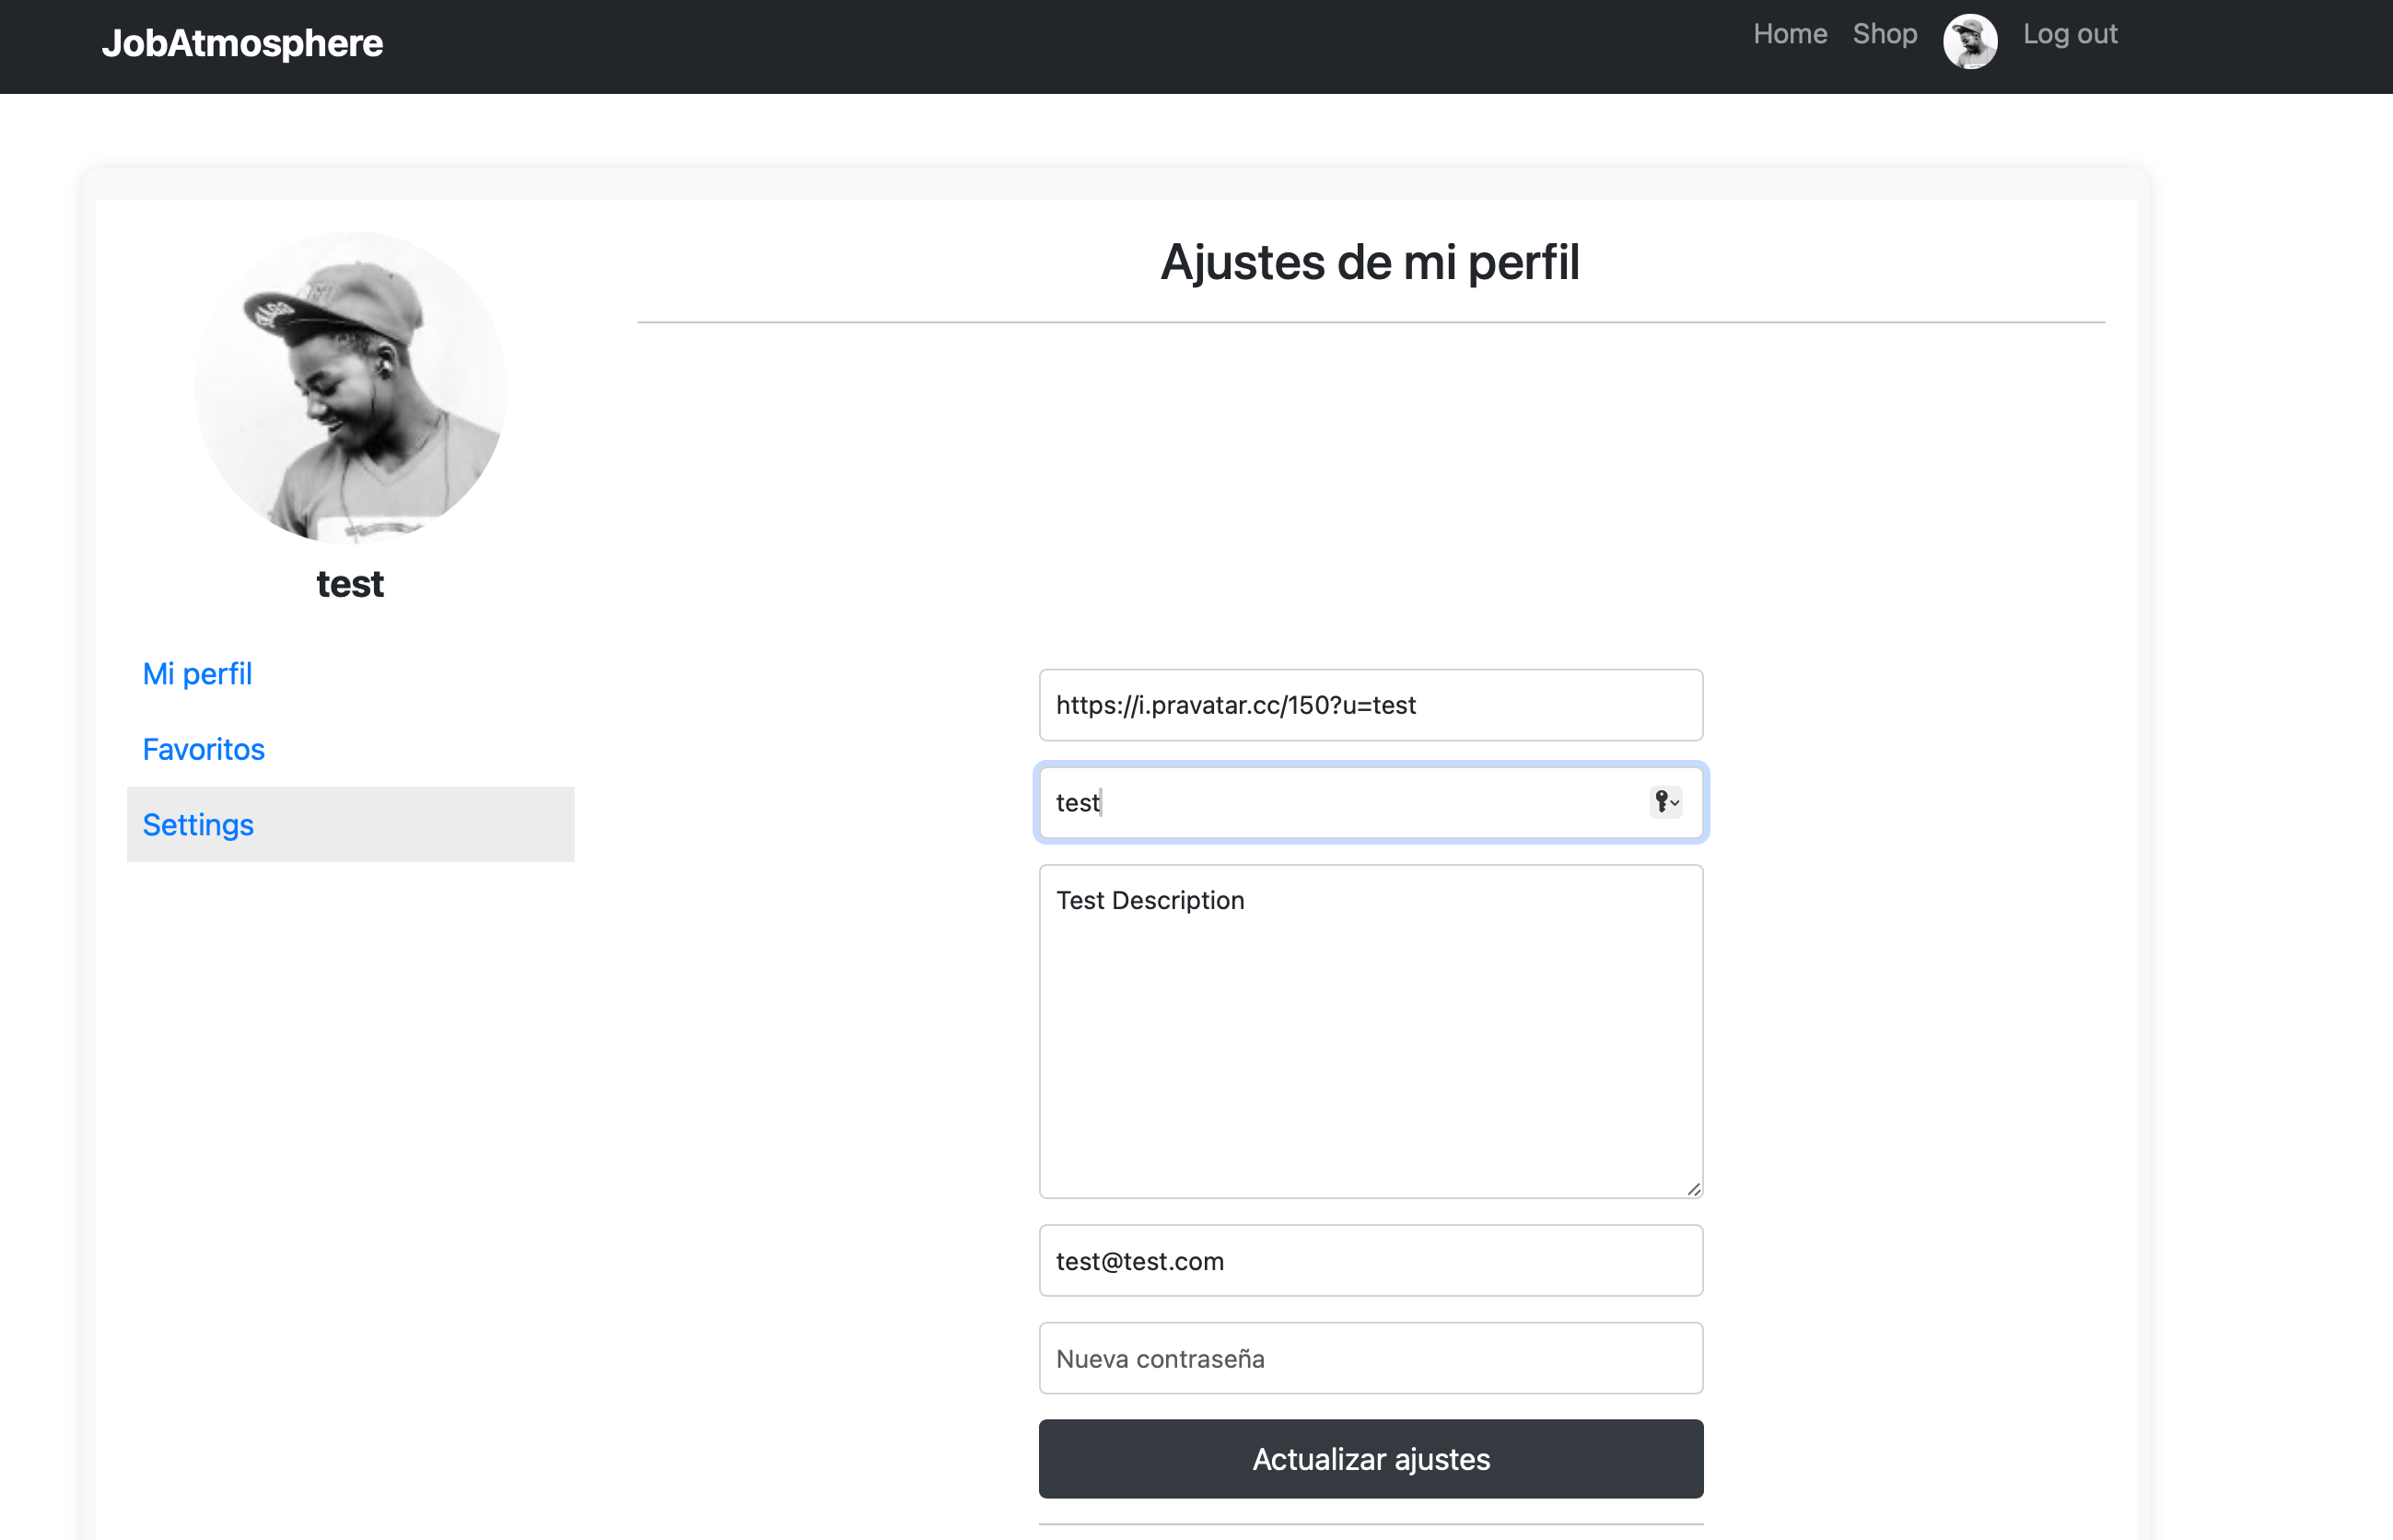 JobAtmosphere
Home Shop Log out
Ajustes de mi perfil
test
Mi perfil
Favoritos
Settings
https://i.pravatar.cc/150?u=test
test
Test Description
test@test.com
Nueva contraseña
Actualizar ajustes